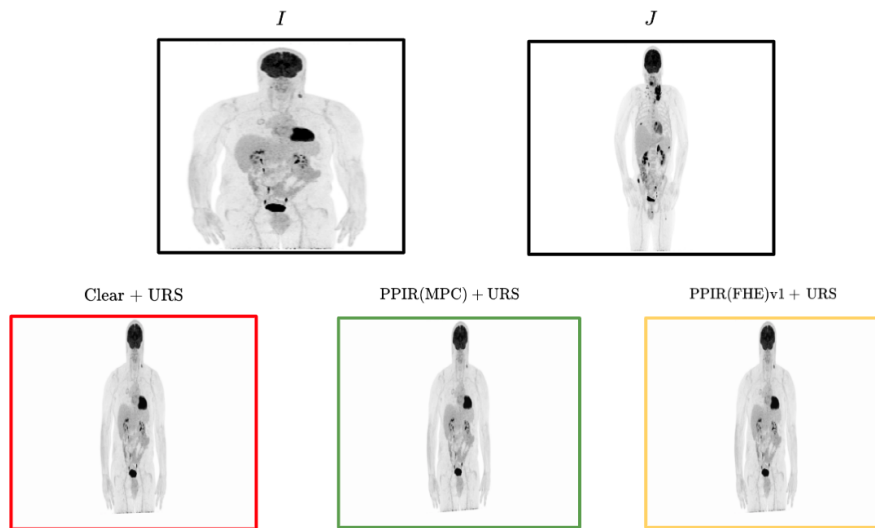 I
J
Clear + URS
PPIR(MPC) + URS
PPIR(FHE)v1 + URS